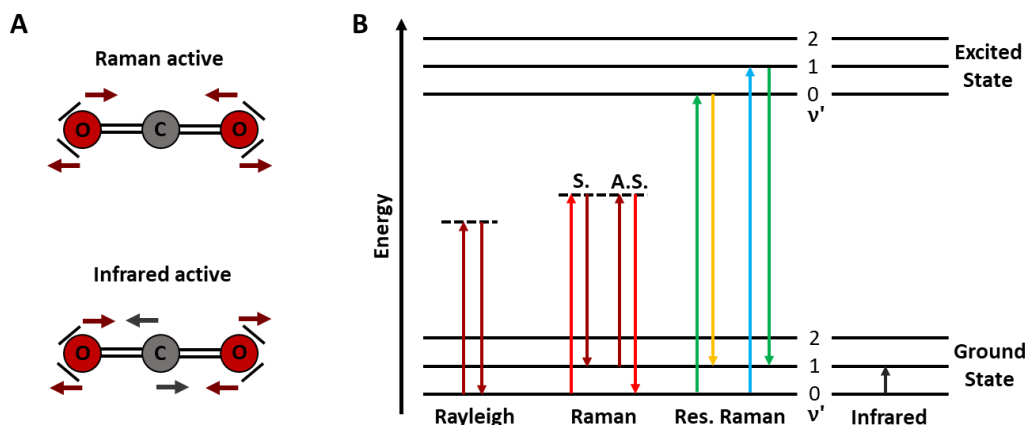 A
Raman active
O C O
Infrared active
O C O
B
Energy
2
1
0
ν'
Excited
State
S. A.S.
2
1
0
ν'
Ground
State
Rayleigh Raman Res. Raman Infrared